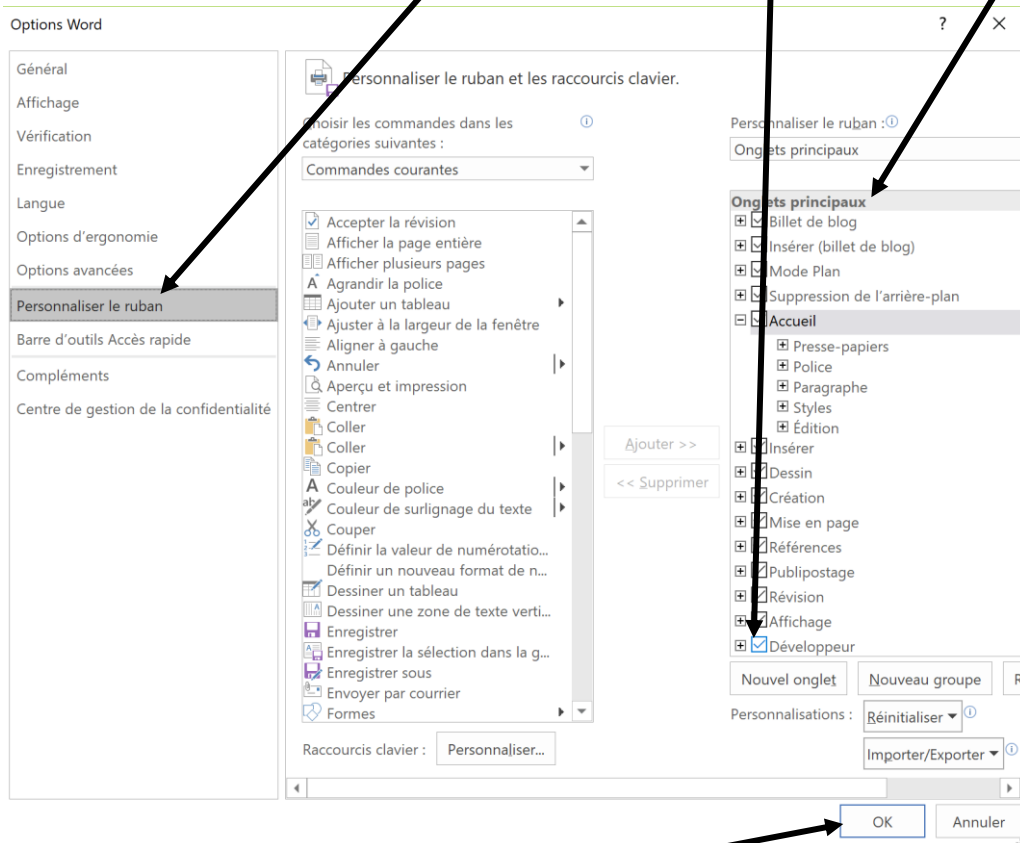 Options Word
?
×
Général
Affichage
Vérification
Enregistrement
Langue
Options d'ergonomie
Options avancées
Personnaliser le ruban
Barre d'outils Accès rapide
Compléments
Centre de gestion de la confidentialité
Personnaliser le ruban et les raccourcis clavier.
Choisir les commandes dans les
catégories suivantes :
Commandes courantes
Accepter la révision
Afficher la page entière
Afficher plusieurs pages
Agrandir la police
Ajouter un tableau
Ajuster à la largeur de la fenêtre
Aligner à gauche
Annuler
Aperçu et impression
Centrer
Coller
Coller
Copier
Couleur de police
Couleur de surlignage du texte
Couper
Définir la valeur de numérotatio...
Définir un nouveau format de n...
Dessiner un tableau
Dessiner une zone de texte verti...
Enregistrer
Enregistrer la sélection dans la g...
Enregistrer sous
Envoyer par courrier
Formes
Raccourcis clavier :
Personnaliser...
Ajouter >>
<< Supprimer
Personnaliser le ruban :
Onglets principaux
Onglets principaux
Billet de blog
Insérer (billet de blog)
Mode Plan
Suppression de l'arrière-plan
Accueil
Presse-papiers
Police
Paragraphe
Styles
Édition
Insérer
Dessin
Création
Mise en page
Références
Publipostage
Révision
Affichage
Développeur
Nouvel onglet
Nouveau groupe
R
Personnalisations :
Réinitialiser
Importer/Exporter
OK
Annuler